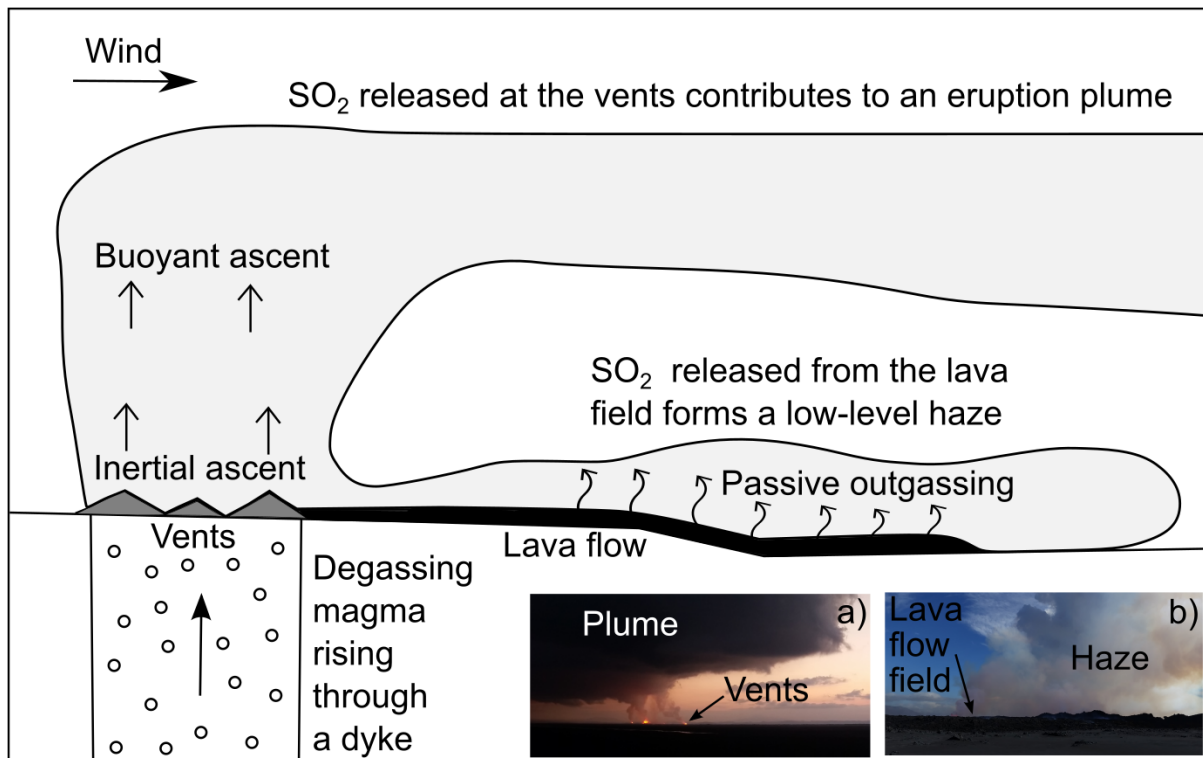 Wind
SO₂ released at the vents contributes to an eruption plume
Buoyant ascent
SO₂ released from the lava
field forms a low-level haze
Inertial ascent
Passive outgassing
Vents
Lava flow
Degassing
magma
rising
through
a dyke
a)
Plume
Vents
b)
Lava
flow
field
Haze